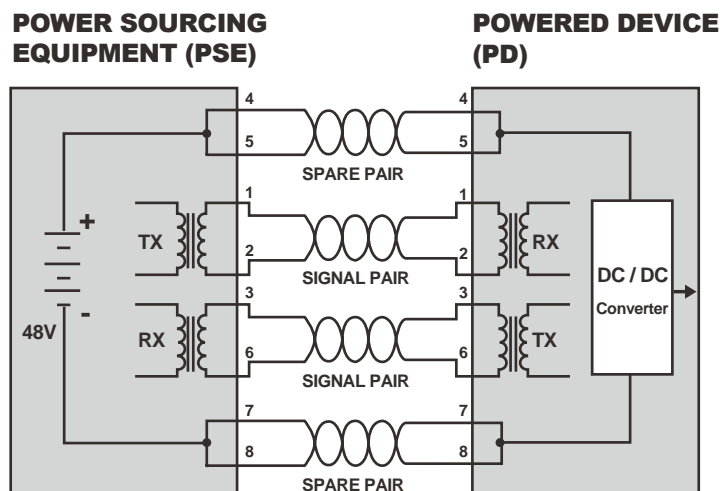 POWER SOURCING
EQUIPMENT (PSE)
POWERED DEVICE
(PD)
4
4
5
5
SPARE PAIR
1
1
+
TX
RX
2
2
SIGNAL PAIR
DC / DC
Converter
3
3
-
48V
RX
TX
6
6
SIGNAL PAIR
7
7
8
8
SPARE PAIR